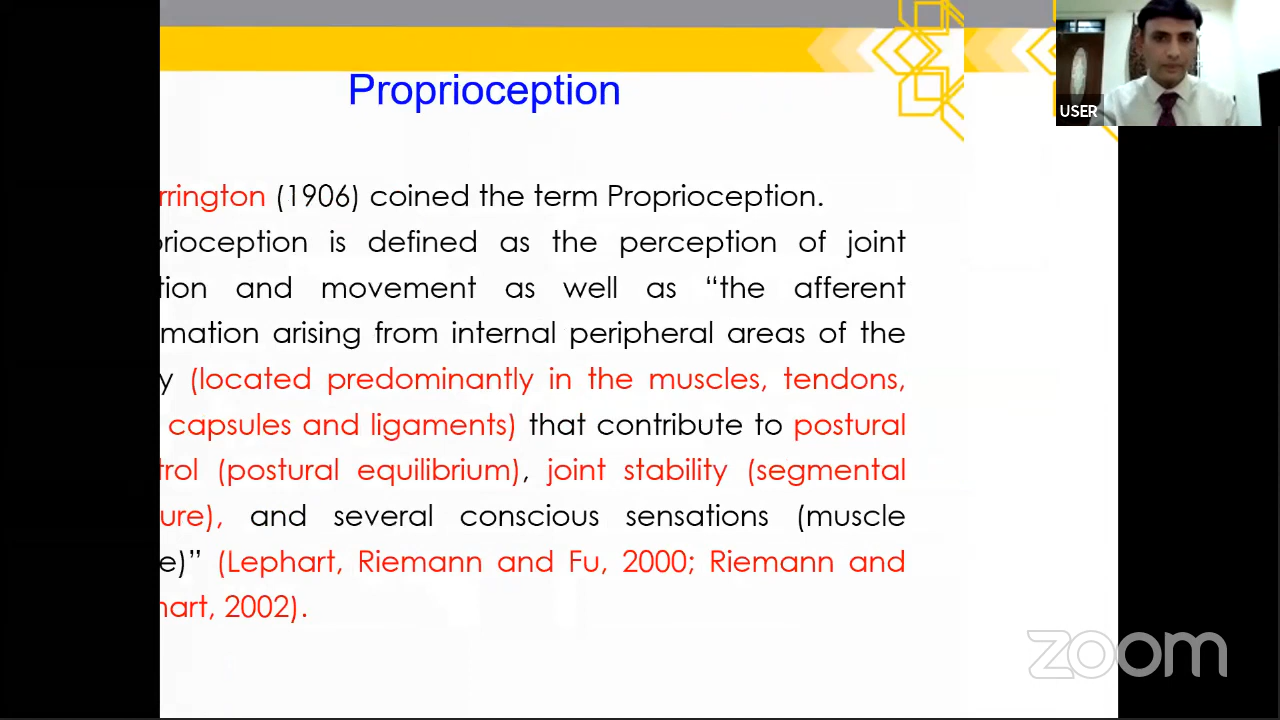 Proprioception
USER
rrington (1906) coined the term Proprioception.
prioception is defined as the perception of joint
tion and movement as well as “the afferent
mation arising from internal peripheral areas of the
y (located predominantly in the muscles, tendons,
capsules and ligaments) that contribute to postural
trol (postural equilibrium), joint stability (segmental
ure), and several conscious sensations (muscle
e)” (Lephart, Riemann and Fu, 2000; Riemann and
hart, 2002).
zoom